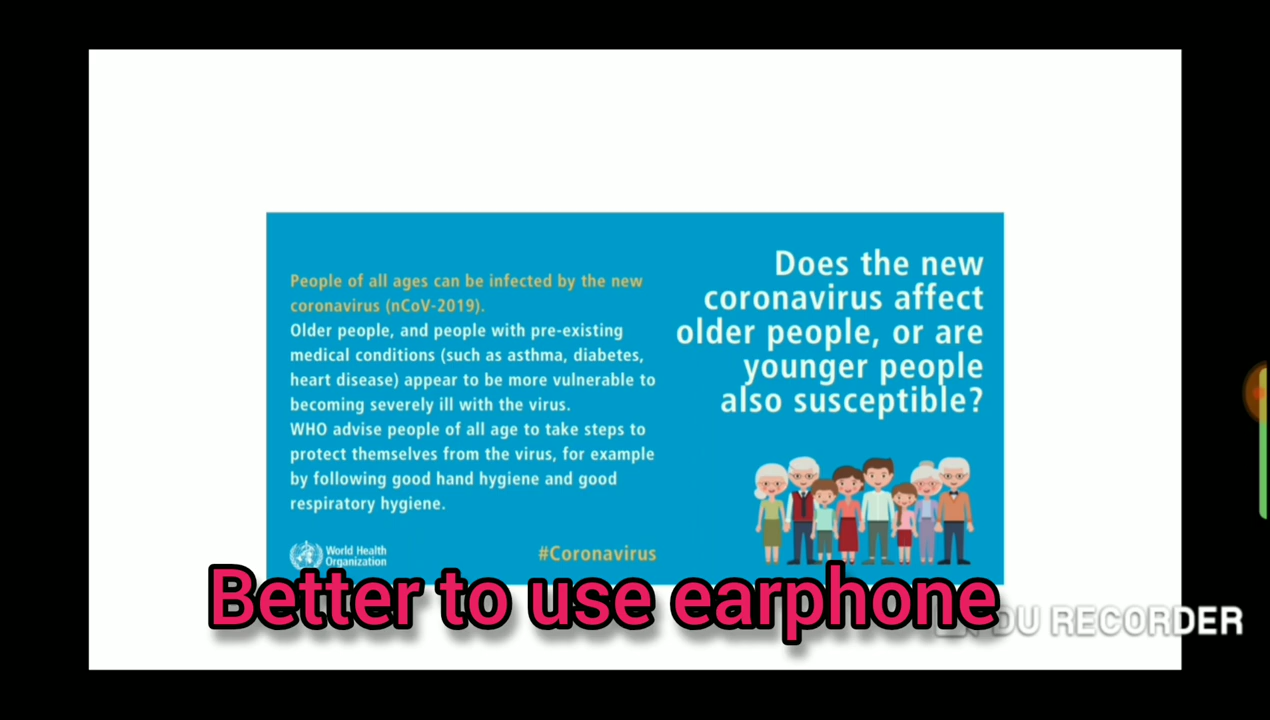 People of all ages can be infected by the new
coronavirus (nCoV-2019).
Older people, and people with pre-existing
medical conditions (such as asthma, diabetes,
heart disease) appear to be more vulnerable to
becoming severely ill with the virus.
WHO advise people of all age to take steps to
protect themselves from the virus, for example
by following good hand hygiene and good
respiratory hygiene.
World Health
Organization
#Coronavirus
Does the new
coronavirus affect
older people, or are
younger people
also susceptible?
Better to use earphone
DU RECORDER